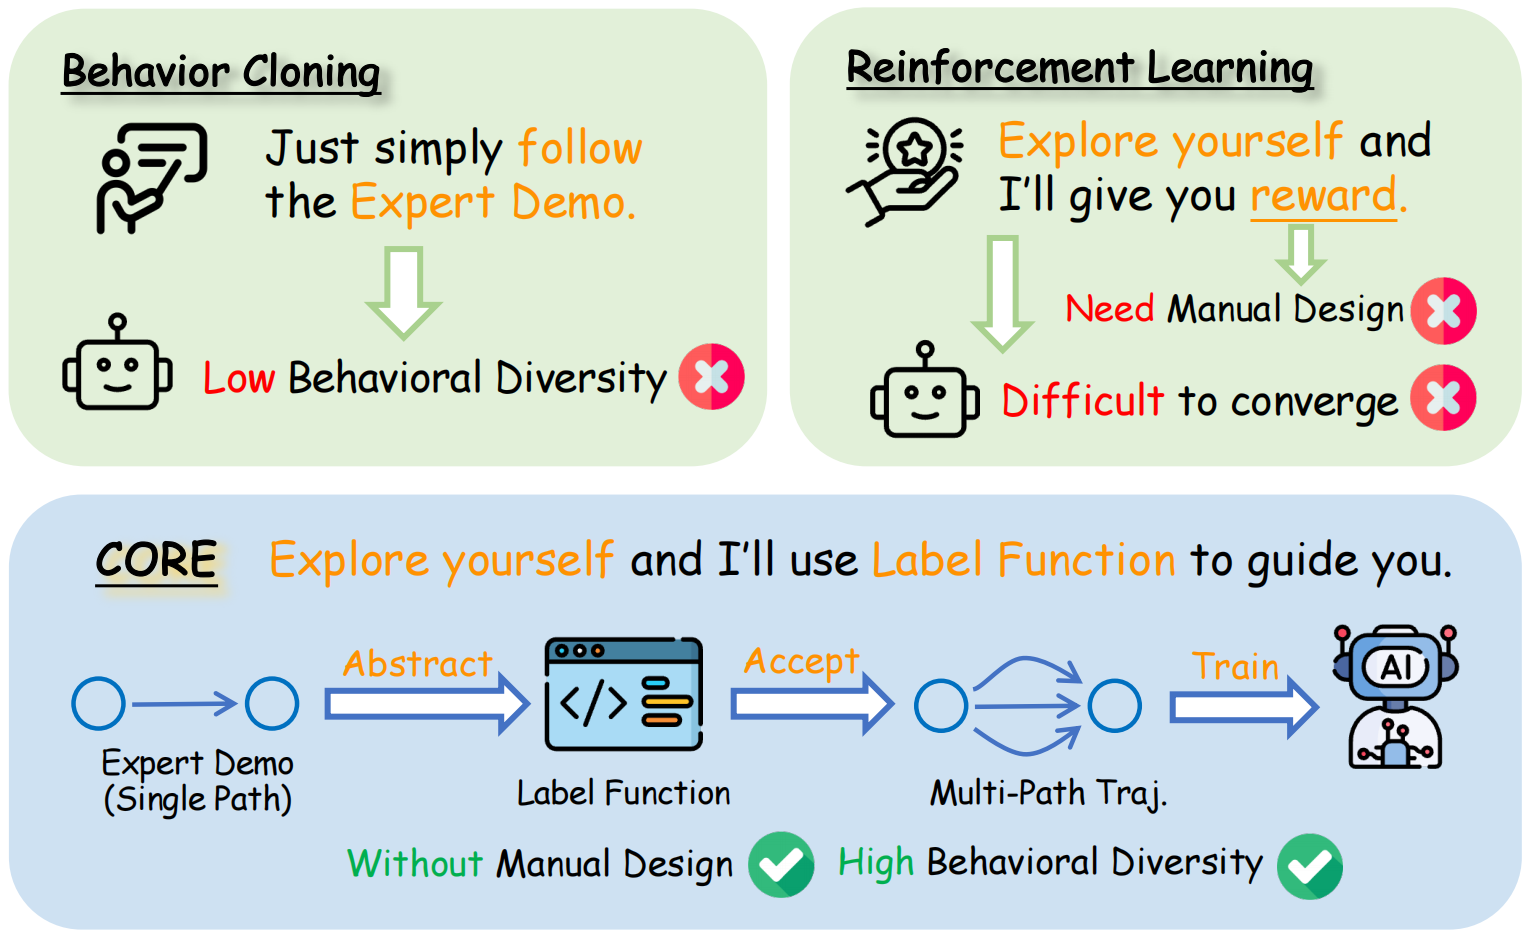 Behavior Cloning
Just simply follow
the Expert Demo.
Low Behavioral Diversity
Reinforcement Learning
Explore yourself and
I'll give you reward.
Need Manual Design
Difficult to converge
CORE Explore yourself and I'll use Label Function to guide you.
Abstract
Accept
Train
</>
AI
Expert Demo
(Single Path)
Label Function
Multi-Path Traj.
Without Manual Design
High Behavioral Diversity